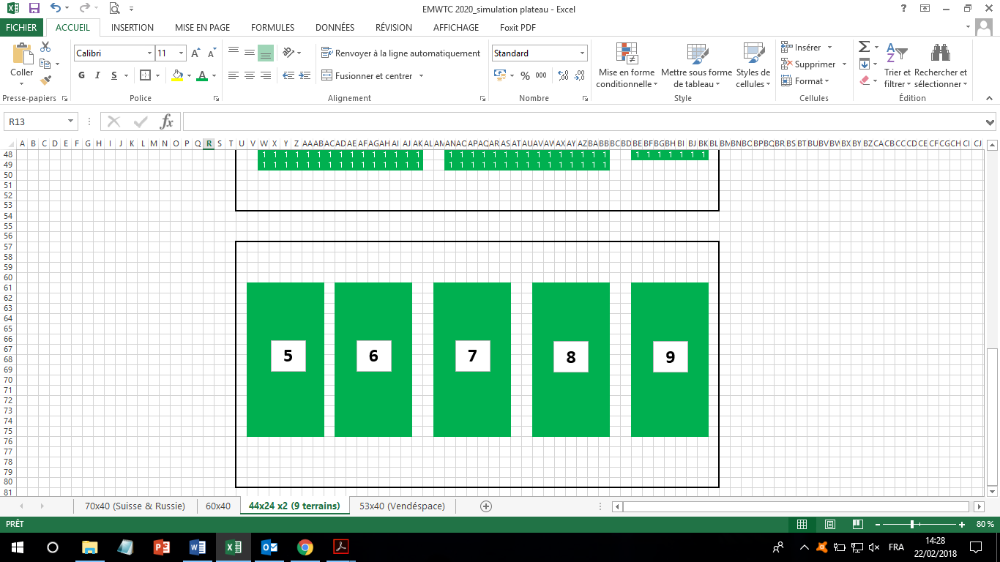 EMWTC 2020_simulation plateau - Excel
FICHIER ACCUEIL INSERTION MISE EN PAGE FORMULES DONNÉES RÉVISION AFFICHAGE Foxit PDF
Calibri 11 Renvoyer à la ligne automatiquement Standard Insérer
Coller Mise en forme Mettre sous forme Styles de Supprimer Trier et Rechercher et
G I S A Fusionner et centrer % 000 conditionnelle de tableau cellules Format filtrer sélectionner
Presse-papiers Police Alignement Nombre Style Cellules Édition
R13 fx
A B C D E F G H I J K L M N O P Q R S T U V W X Y Z AA AB AC AD AE AF AG AH AI AJ AK AL AM AN AO AP AQ AR AS AT AU AV AW AX AY AZ BA BB BC BD BE BF BG BH BI BJ BK BL BM BN BO BP BQ BR BS BT BU BV BW BX BY BZ CA CB CC CD CE CF CG CH CI CJ
48 1 1 1 1 1 1 1 1 1 1 1 1 1 1 1 1 1 1 1 1 1 1 1 1 1 1 1 1 1 1 1 1 1 1 1 1 1
49 1 1 1 1 1 1 1 1 1 1 1 1 1 1 1 1 1 1 1 1 1 1 1 1 1 1 1 1 1 1
50
51
52
53
54
55
56
57
58
59
60
61
62
63
64
65
66
67
5 6 7 8 9
68
69
70
71
72
73
74
75
76
77
78
79
80
81
70x40 (Suisse & Russie) 60x40 44x24 x2 (9 terrains) 53x40 (Vendéspace)
PRÊT 80 %
FRA 14:28
22/02/2018